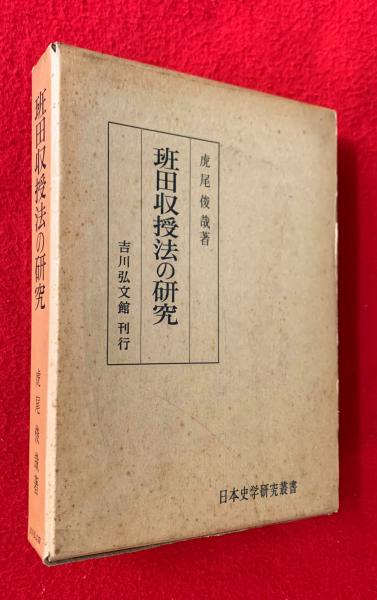 虎尾俊哉著
班田収授法の研究
吉川弘文館 刊行
日本史学研究叢書
班田収授法の研究
虎尾俊哉著